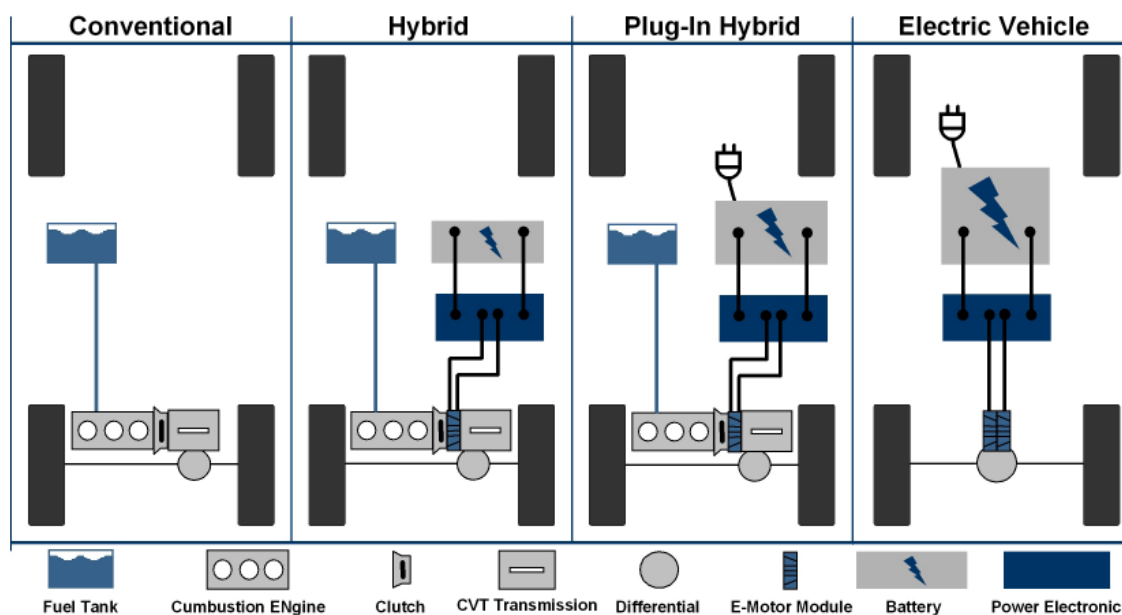 Conventional
Hybrid
Plug-In Hybrid
Electric Vehicle
Fuel Tank
Cumbustion ENgine
Clutch
CVT Transmission
Differential
E-Motor Module
Battery
Power Electronic